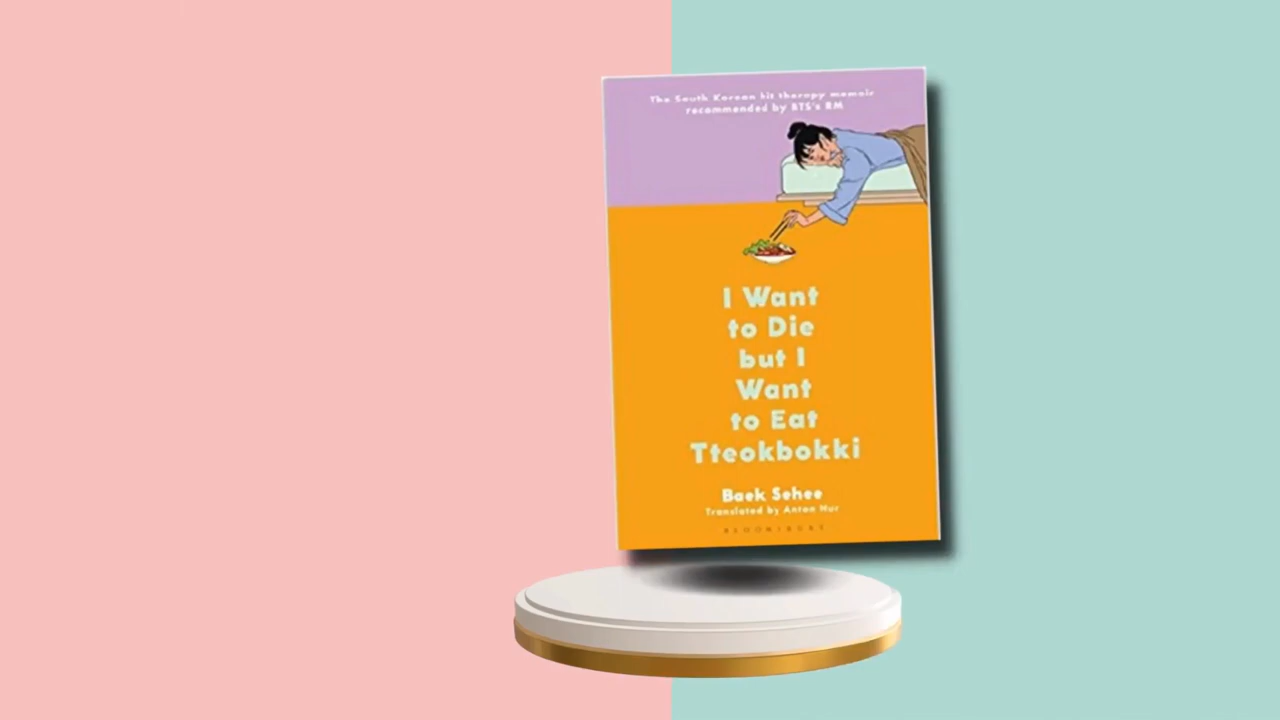 The South Korean hit therapy memoir
recommended by BTS's RM
I Want
to Die
but I
Want
to Eat
Tteokbokki
Baek Sehee
Translated by Anton Hur
BLOOMSBURY